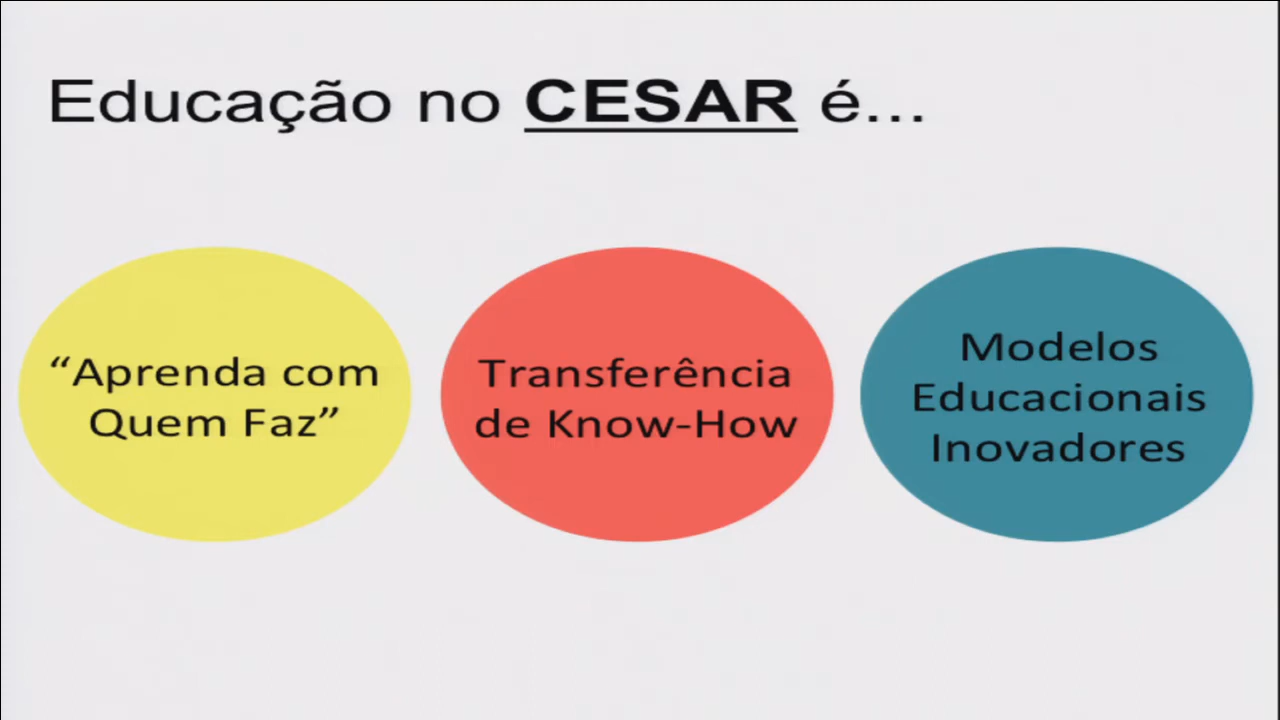 Educação no CESAR é...
“Aprenda com
Quem Faz”
Transferência
de Know-How
Modelos
Educacionais
Inovadores